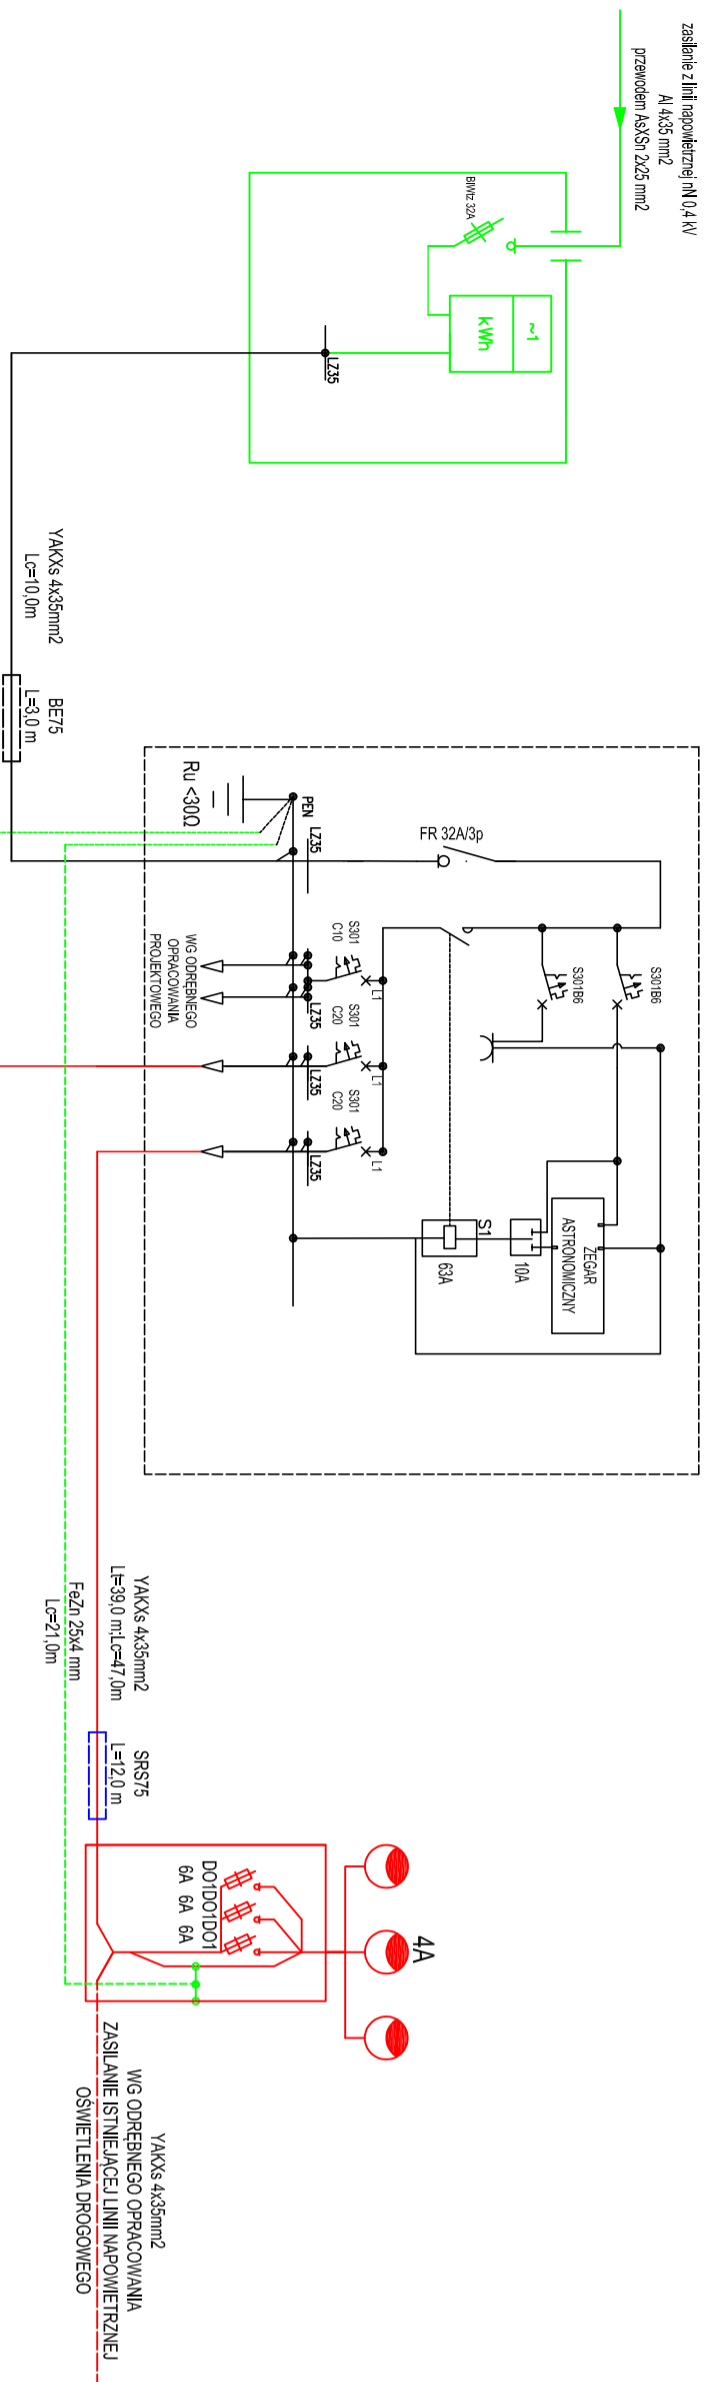 zasilanie z linii napowietrznej nN 0,4 kV
Al 4x35 mm2
przewodem AsXSn 2x25 mm2
BiWtz 32A
~1
kWh
LZ35
YAKXs 4x35mm2
Lc=10,0m
BE75
L=3,0 m
Ru <30Ω
PEN
LZ35
FR 32A/3p
S301B6
S301B6
S301
C10
L1
S301
C20
L1
S301
C20
L1
LZ35
LZ35
LZ35
WG ODRĘBNEGO
OPRACOWANIA
PROJEKTOWEGO
ZEGAR
ASTRONOMICZNY
10A
S1
63A
YAKXs 4x35mm2
Lt=39,0 m;Lc=47,0m
FeZn 25x4 mm
Lc=21,0m
SRS75
L=12,0 m
4A
DO1DO1DO1
6A 6A 6A
YAKXs 4x35mm2
WG ODRĘBNEGO OPRACOWANIA
ZASILANIE ISTNIEJĄCEJ LINII NAPOWIETRZNEJ
OŚWIETLENIA DROGOWEGO